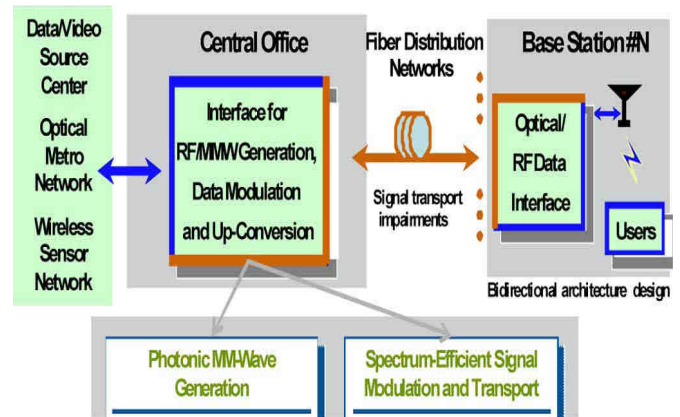 Data/Video
Source
Center
Optical
Metro
Network
Wireless
Sensor
Network
Central Office
Interface for
RF/MMW Generation,
Data Modulation
and Up-Conversion
Fiber Distribution
Networks
Signal transport
impairments
Base Station #N
Optical/
RF Data
Interface
Users
Bidirectional architecture design
Photonic MM-Wave
Generation
Spectrum-Efficient Signal
Modulation and Transport